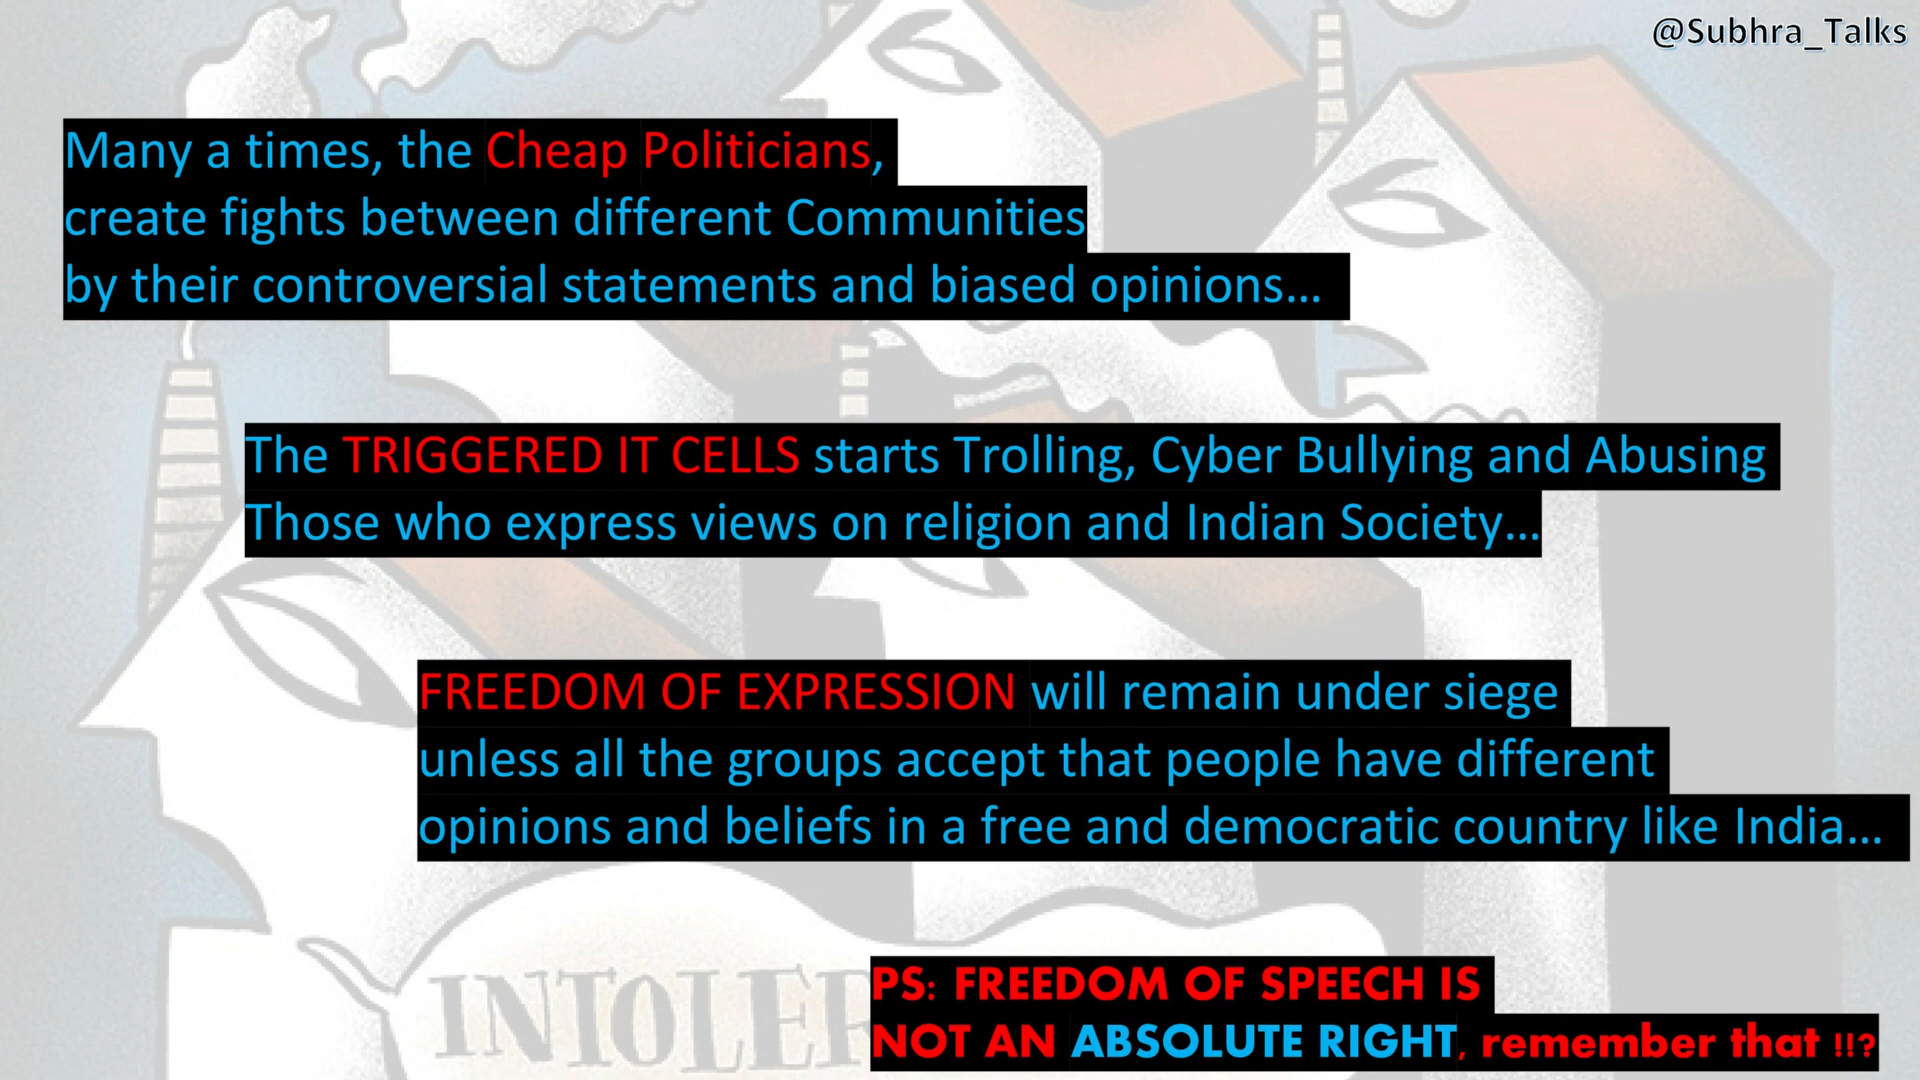 @Subhra_Talks
Many a times, the Cheap Politicians,
create fights between different Communities
by their controversial statements and biased opinions...
The TRIGGERED IT CELLS starts Trolling, Cyber Bullying and Abusing
Those who express views on religion and Indian Society...
FREEDOM OF EXPRESSION will remain under siege
unless all the groups accept that people have different
opinions and beliefs in a free and democratic country like India...
INTOLER
PS: FREEDOM OF SPEECH IS
NOT AN ABSOLUTE RIGHT, remember that !!?